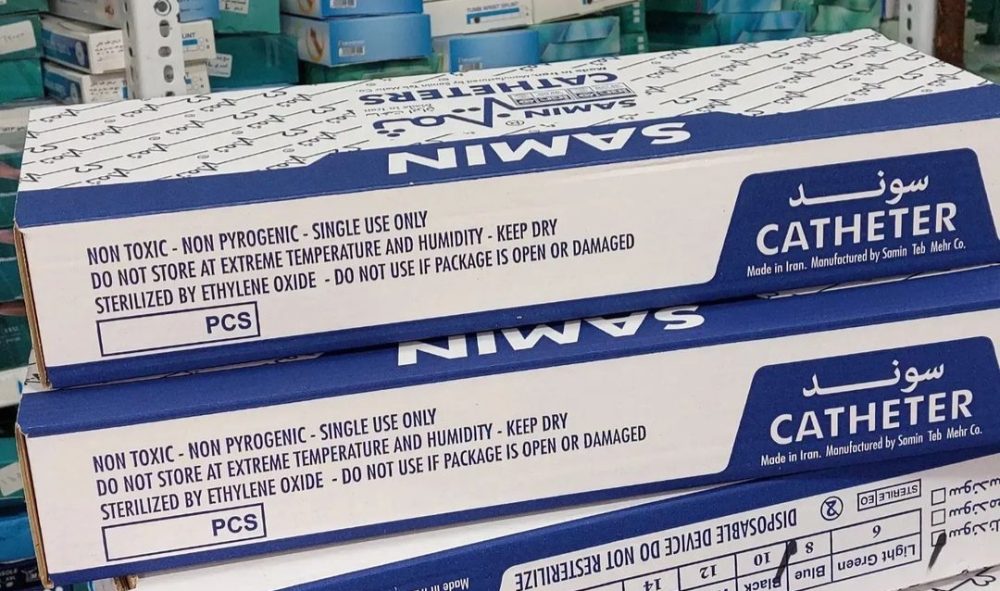 CATHETERS
SAMIN
SAMIN
NON TOXIC - NON PYROGENIC - SINGLE USE ONLY
DO NOT STORE AT EXTREME TEMPERATURE AND HUMIDITY - KEEP DRY
STERILIZED BY ETHYLENE OXIDE - DO NOT USE IF PACKAGE IS OPEN OR DAMAGED
PCS
سوند
CATHETER
Made in Iran. Manufactured by Samin Teb Mehr Co.
SAMIN
NON TOXIC - NON PYROGENIC - SINGLE USE ONLY
DO NOT STORE AT EXTREME TEMPERATURE AND HUMIDITY - KEEP DRY
STERILIZED BY ETHYLENE OXIDE - DO NOT USE IF PACKAGE IS OPEN OR DAMAGED
PCS
سوند
CATHETER
Made in Iran. Manufactured by Samin Teb Mehr Co.
STERILE EO
DISPOSABLE DEVICE DO NOT RESTERILIZE
6 8 10 12 14
Light Green Blue Black
Made in